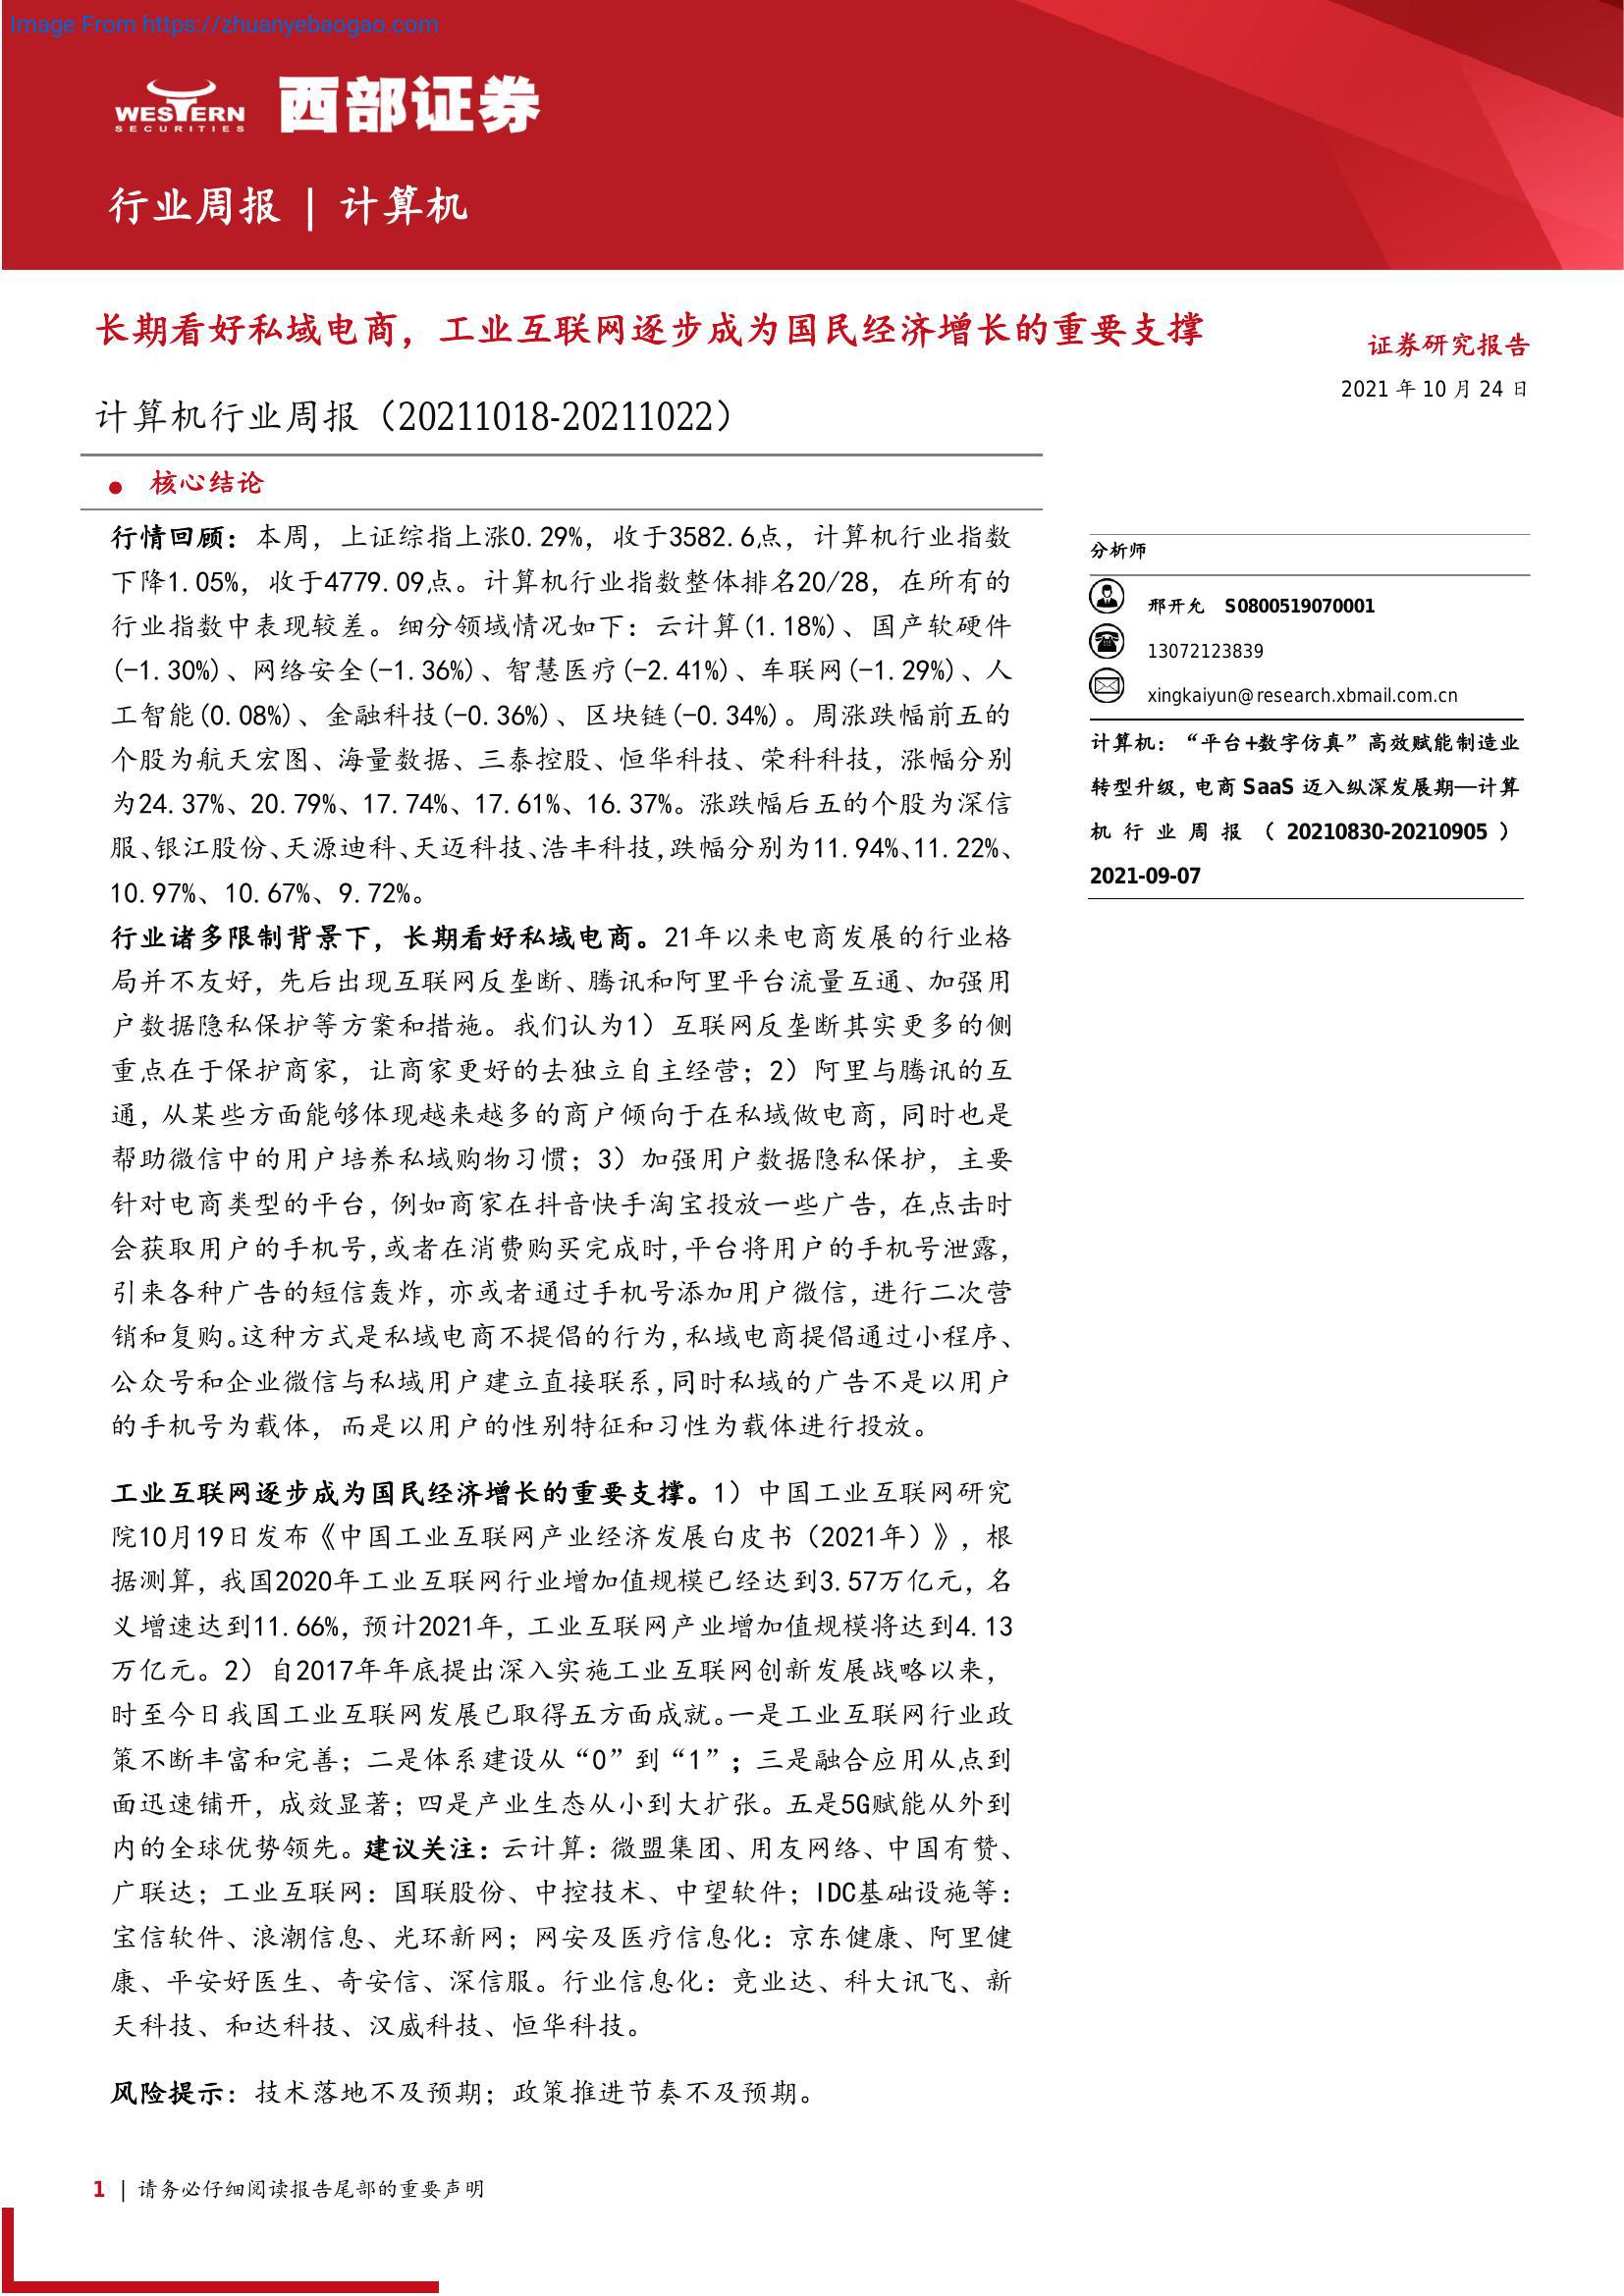 Image From https://zhuanyebaogao.com
WESTERN
SECURITIES
西部证券
行业周报 | 计算机
长期看好私域电商，工业互联网逐步成为国民经济增长的重要支撑
证券研究报告
2021 年 10 月 24 日
计算机行业周报（20211018-20211022）
● 核心结论
行情回顾：本周，上证综指上涨0.29%，收于3582.6点，计算机行业指数
下降1.05%，收于4779.09点。计算机行业指数整体排名20/28，在所有的
行业指数中表现较差。细分领域情况如下：云计算(1.18%)、国产软硬件
(-1.30%)、网络安全(-1.36%)、智慧医疗(-2.41%)、车联网(-1.29%)、人
工智能(0.08%)、金融科技(-0.36%)、区块链(-0.34%)。周涨跌幅前五的
个股为航天宏图、海量数据、三泰控股、恒华科技、荣科科技，涨幅分别
为24.37%、20.79%、17.74%、17.61%、16.37%。涨跌幅后五的个股为深信
服、银江股份、天源迪科、天迈科技、浩丰科技，跌幅分别为11.94%、11.22%、
10.97%、10.67%、9.72%。
行业诸多限制背景下，长期看好私域电商。21年以来电商发展的行业格
局并不友好，先后出现互联网反垄断、腾讯和阿里平台流量互通、加强用
户数据隐私保护等方案和措施。我们认为1）互联网反垄断其实更多的侧
重点在于保护商家，让商家更好的去独立自主经营；2）阿里与腾讯的互
通，从某些方面能够体现越来越多的商户倾向于在私域做电商，同时也是
帮助微信中的用户培养私域购物习惯；3）加强用户数据隐私保护，主要
针对电商类型的平台，例如商家在抖音快手淘宝投放一些广告，在点击时
会获取用户的手机号，或者在消费购买完成时，平台将用户的手机号泄露，
引来各种广告的短信轰炸，亦或者通过手机号添加用户微信，进行二次营
销和复购。这种方式是私域电商不提倡的行为，私域电商提倡通过小程序、
公众号和企业微信与私域用户建立直接联系，同时私域的广告不是以用户
的手机号为载体，而是以用户的性别特征和习性为载体进行投放。
工业互联网逐步成为国民经济增长的重要支撑。1）中国工业互联网研究
院10月19日发布《中国工业互联网产业经济发展白皮书（2021年）》，根
据测算，我国2020年工业互联网行业增加值规模已经达到3.57万亿元，名
义增速达到11.66%，预计2021年，工业互联网产业增加值规模将达到4.13
万亿元。2）自2017年年底提出深入实施工业互联网创新发展战略以来，
时至今日我国工业互联网发展已取得五方面成就。一是工业互联网行业政
策不断丰富和完善；二是体系建设从“0”到“1”；三是融合应用从点到
面迅速铺开，成效显著；四是产业生态从小到大扩张。五是5G赋能从外到
内的全球优势领先。建议关注：云计算：微盟集团、用友网络、中国有赞、
广联达；工业互联网：国联股份、中控技术、中望软件；IDC基础设施等：
宝信软件、浪潮信息、光环新网；网安及医疗信息化：京东健康、阿里健
康、平安好医生、奇安信、深信服。行业信息化：竞业达、科大讯飞、新
天科技、和达科技、汉威科技、恒华科技。
风险提示：技术落地不及预期；政策推进节奏不及预期。
分析师
邢开允 S0800519070001
13072123839
xingkaiyun@research.xbmail.com.cn
计算机：“平台+数字仿真”高效赋能制造业
转型升级，电商 SaaS 迈入纵深发展期—计算
机行业周报（20210830-20210905）
2021-09-07
1 | 请务必仔细阅读报告尾部的重要声明